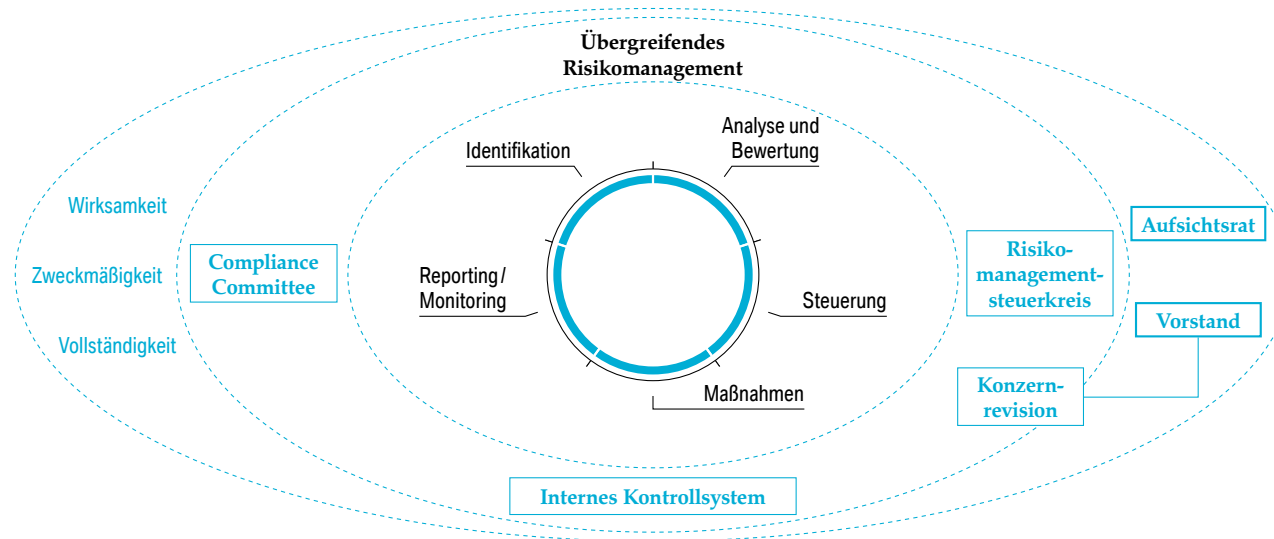 Übergreifendes
Risikomanagement
Identifikation
Analyse und
Bewertung
Wirksamkeit
Zweckmäßigkeit
Vollständigkeit
Compliance
Committee
Reporting/
Monitoring
Steuerung
Maßnahmen
Risiko-
management-
steuerkreis
Aufsichtsrat
Vorstand
Konzern-
revision
Internes Kontrollsystem